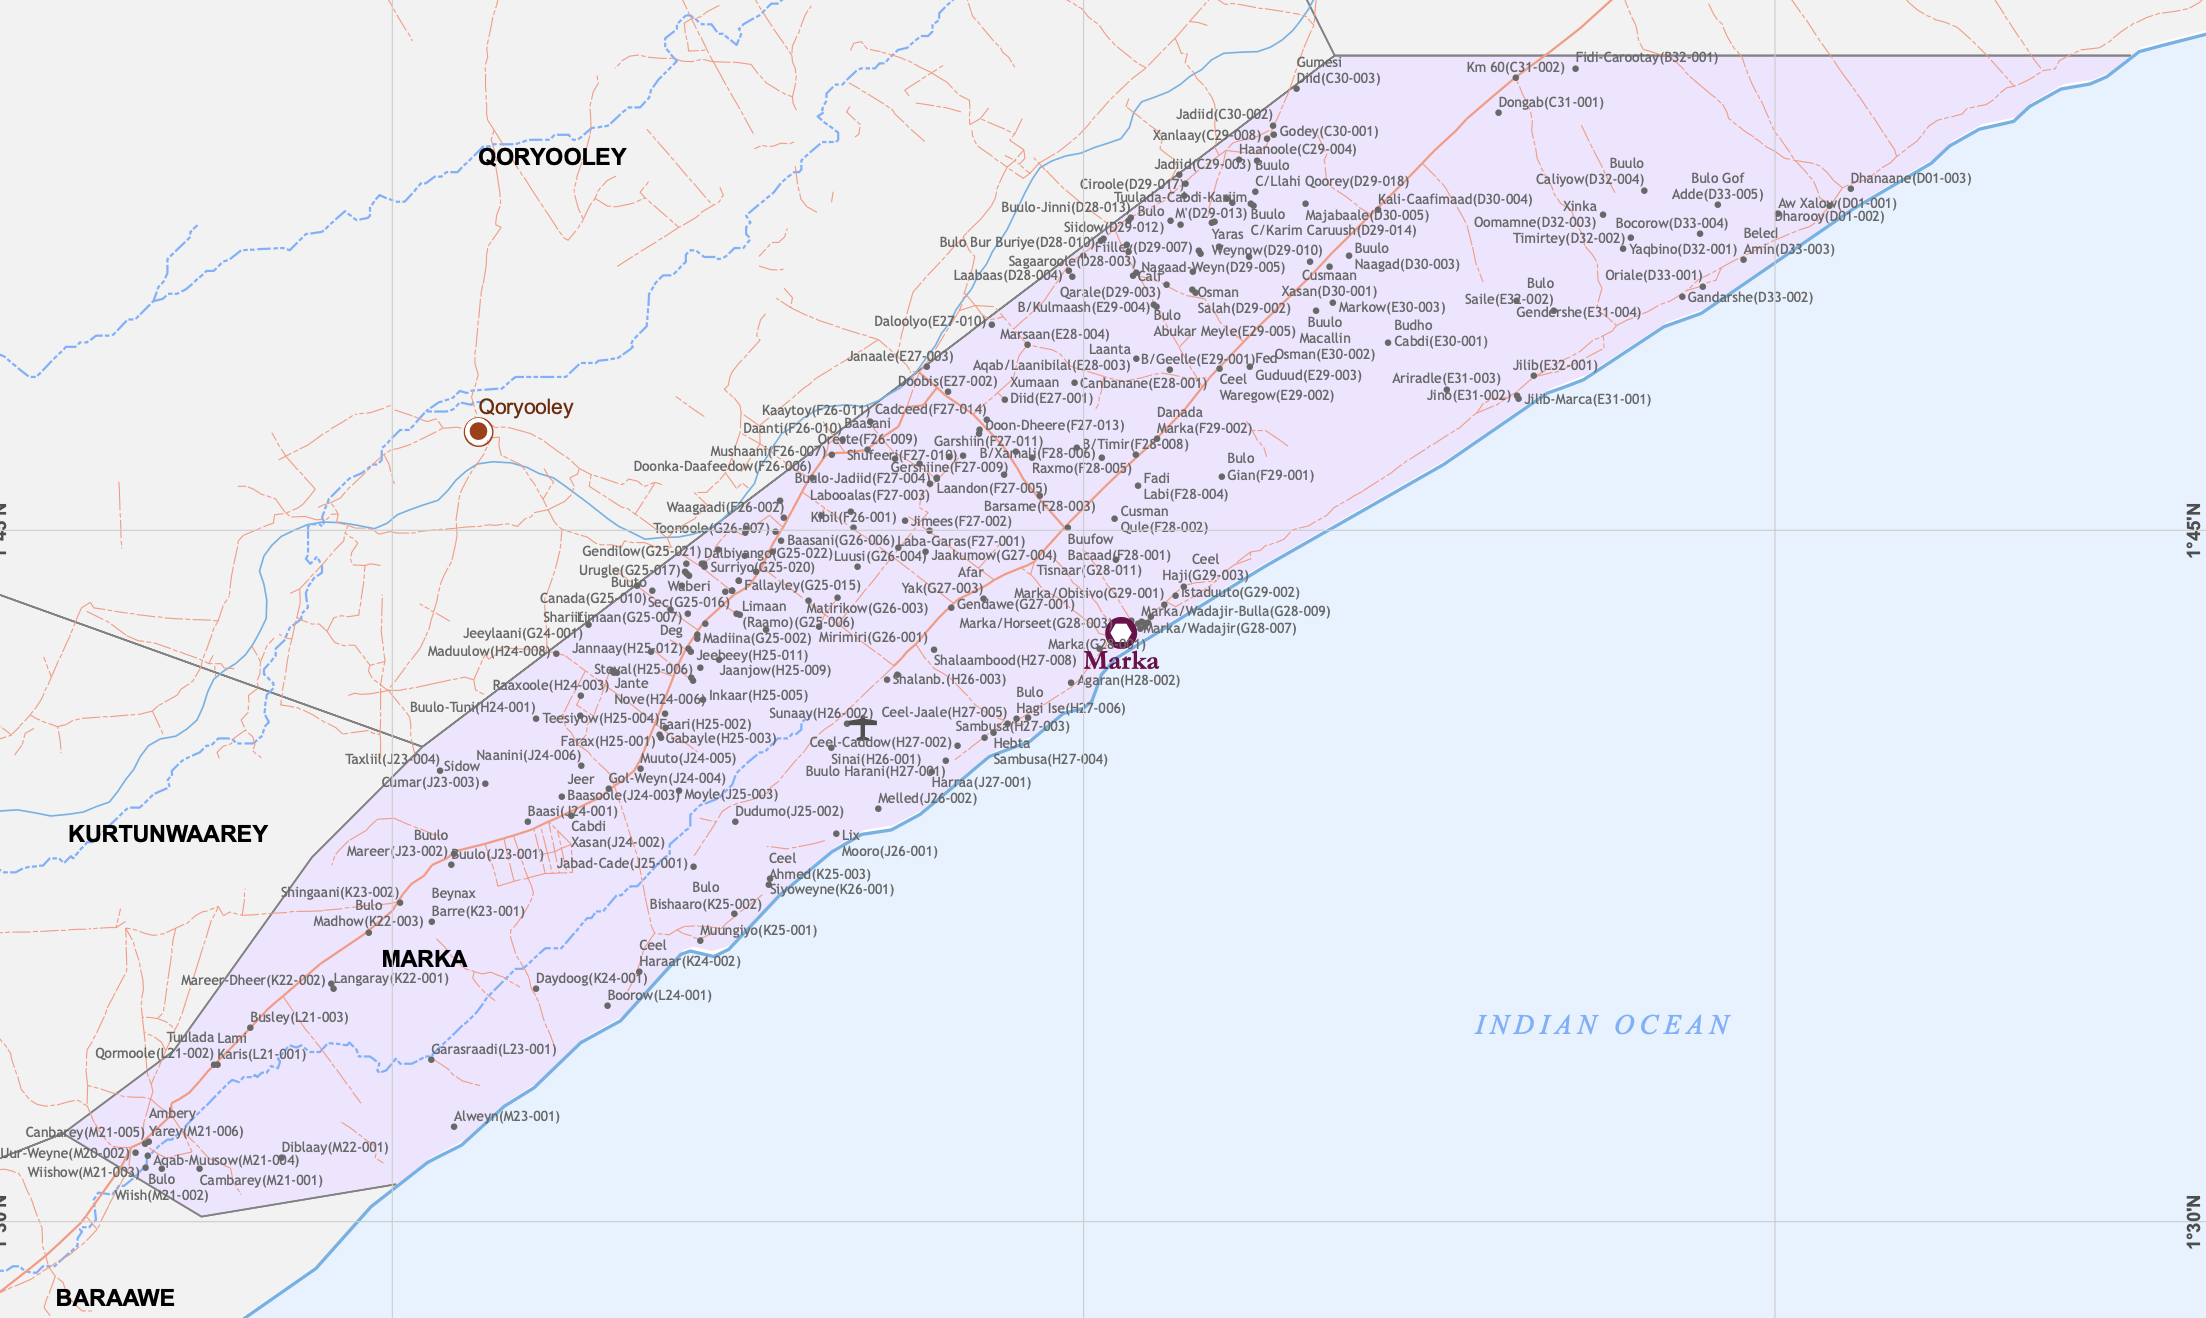 Gumesi
Diid(C30-003)
Km 60(C31-002)
Fidi-Carootay(B32-001)
Dongab(C31-001)
Jadiid(C30-002)
Xanlaay(C29-008)
Godey(C30-001)
Haanoole(C29-004)
QORYOOLEY
Jadiid(C29-003)
Buulo
C/Llahi Qoorey(D29-018)
Ciroole(D29-017)
Tuulada-Cabdi-Karim
M'(D29-013)
Buulo-Jinni(D28-013)
Bulo
Siidow(D29-012)
Buulo
C/Karim Caruush(D29-014)
Majabaale(D30-005)
Kali-Caafimaad(D30-004)
Buulo
Caliyow(D32-004)
Bulo Gof
Adde(D33-005)
Dhanaane(D01-003)
Aw Xalow(D01-001)
Dharooy(D01-002)
Xinka
Oomamne(D32-003)
Bocorow(D33-004)
Timirtey(D32-002)
Yaqbino(D32-001)
Beled
Amin(D33-003)
Bulo Bur Buriye(D28-010)
Fiilley(D29-007)
Yaras
Weynow(D29-010)
Buulo
Naagad(D30-003)
Sagaaroole(D28-003)
Nagaad-Weyn(D29-005)
Laabaas(D28-004)
Calf
Qarale(D29-003)
Cusmaan
Xasan(D30-001)
Oriale(D33-001)
Gandarshe(D33-002)
Bulo
Saile(E32-002)
Gendershe(E31-004)
B/Kulmaash(E29-004)
Osman
Salah(D29-002)
Markow(E30-003)
Daloolyo(E27-010)
Bulo
Abukar Meyle(E29-005)
Buulo
Macallin
Osman(E30-002)
Budho
Cabdi(E30-001)
Marsaan(E28-004)
Janaale(E27-003)
Laanta
Aqab/Laanibilal(E28-003)
B/Geelle(E29-001)
Fed
Guduud(E29-003)
Jilib(E32-001)
Doobis(E27-002)
Xumaan
Diid(E27-001)
Canbanane(E28-001)
Ceel
Waregow(E29-002)
Ariradle(E31-003)
Jino(E31-002)
Jilib-Marca(E31-001)
Qoryooley
Kaaytoy(F26-011)
Cadceed(F27-014)
Danada
Marka(F29-002)
Daanti(F26-010)
Baasani
Oreete(F26-009)
Doon-Dheere(F27-013)
Garshiin(F27-011)
B/Timir(F28-008)
Mushaani(F26-007)
Shufeeri(F27-010)
B/Xamali(F28-006)
Doonka-Daafeedow(F26-006)
Gershiine(F27-009)
Raxmo(F28-005)
Bulo
Gian(F29-001)
Buulo-Jadiid(F27-004)
Laandon(F27-005)
Fadi
Labi(F28-004)
Labooalas(F27-003)
Waagaadi(F26-002)
Barsame(F28-003)
Kibil(F26-001)
Jimees(F27-002)
Cusman
Qule(F28-002)
1°45'N
Toonoole(G26-007)
Baasani(G26-006)
Laba-Garas(F27-001)
Buufow
Bacaad(F28-001)
Gendilow(G25-021)
Dalbiyango(G25-022)
Luusi(G26-004)
Jaakumow(G27-004)
Urugle(G25-017)
Surriyo(G25-020)
Tisnaar(G28-011)
Ceel
Haji(G29-003)
Afar
Yak(G27-003)
Buulo
Canada(G25-010)
Waberi
Sec(G25-016)
Fallayley(G25-015)
Marka/Obisivo(G29-001)
Istaduuto(G29-002)
Limaan
(Raamo)(G25-006)
Matirikow(G26-003)
Gendawe(G27-001)
Marka/Wadajir-Bulla(G28-009)
Limaan(G25-007)
Marka/Horseet(G28-003)
Marka/Wadajir(G28-007)
Jeeylaani(G24-001)
Deg
Madiina(G25-002)
Mirimiri(G26-001)
Marka(G28-001)
Marka
Maduulow(H24-008)
Jannaay(H25-012)
Jeebeey(H25-011)
Shalaambood(H27-008)
Jaanjow(H25-009)
Shalanb.(H26-003)
Agaran(H28-002)
Raaxoole(H24-003)
Jante
Nove(H24-006)
Inkaar(H25-005)
Buulo-Tuni(H24-001)
Teesiyow(H25-004)
Sunaay(H26-002)
Ceel-Jaale(H27-005)
Bulo
Hagi Ise(H27-006)
Faari(H25-002)
Sambusa(H27-003)
Farax(H25-001)
Gabayle(H25-003)
Ceel-Caddow(H27-002)
Hebta
Sambusa(H27-004)
Taxliil(J23-004)
Naanini(J24-006)
Muuto(J24-005)
Sinai(H26-001)
Buulo Harani(H27-001)
Harraa(J27-001)
Sidow
Cumar(J23-003)
Jeer
Baasoole(J24-003)
Gol-Weyn(J24-004)
Moyle(J25-003)
Melled(J26-002)
Baasi(J24-001)
Dudumo(J25-002)
KURTUNWAAREY
Cabdi
Xasan(J24-002)
Lix
Mooro(J26-001)
Buulo
Mareer(J23-002)
Buulo(J23-001)
Jabad-Cade(J25-001)
Ceel
Ahmed(K25-003)
Siyoweyne(K26-001)
Shingaani(K23-002)
Beynax
Barre(K23-001)
Bulo
Bishaaro(K25-002)
Bulo
Madhow(K22-003)
Muungiyo(K25-001)
MARKA
Ceel
Haraar(K24-002)
Mareer-Dheer(K22-002)
Langaray(K22-001)
Daydoog(K24-001)
Boorow(L24-001)
Busley(L21-003)
INDIAN OCEAN
Tuulada Lami
Qormoole(L21-002)
Karis(L21-001)
Garasraadi(L23-001)
Ambery
Yarey(M21-006)
Alweyn(M23-001)
Canbarey(M21-005)
Uur-Weyne(M20-002)
Aqab-Muusow(M21-004)
Diblaay(M22-001)
Wiishow(M21-003)
Bulo
Wiish(M21-002)
Cambarey(M21-001)
1°30'N
BARAAWE